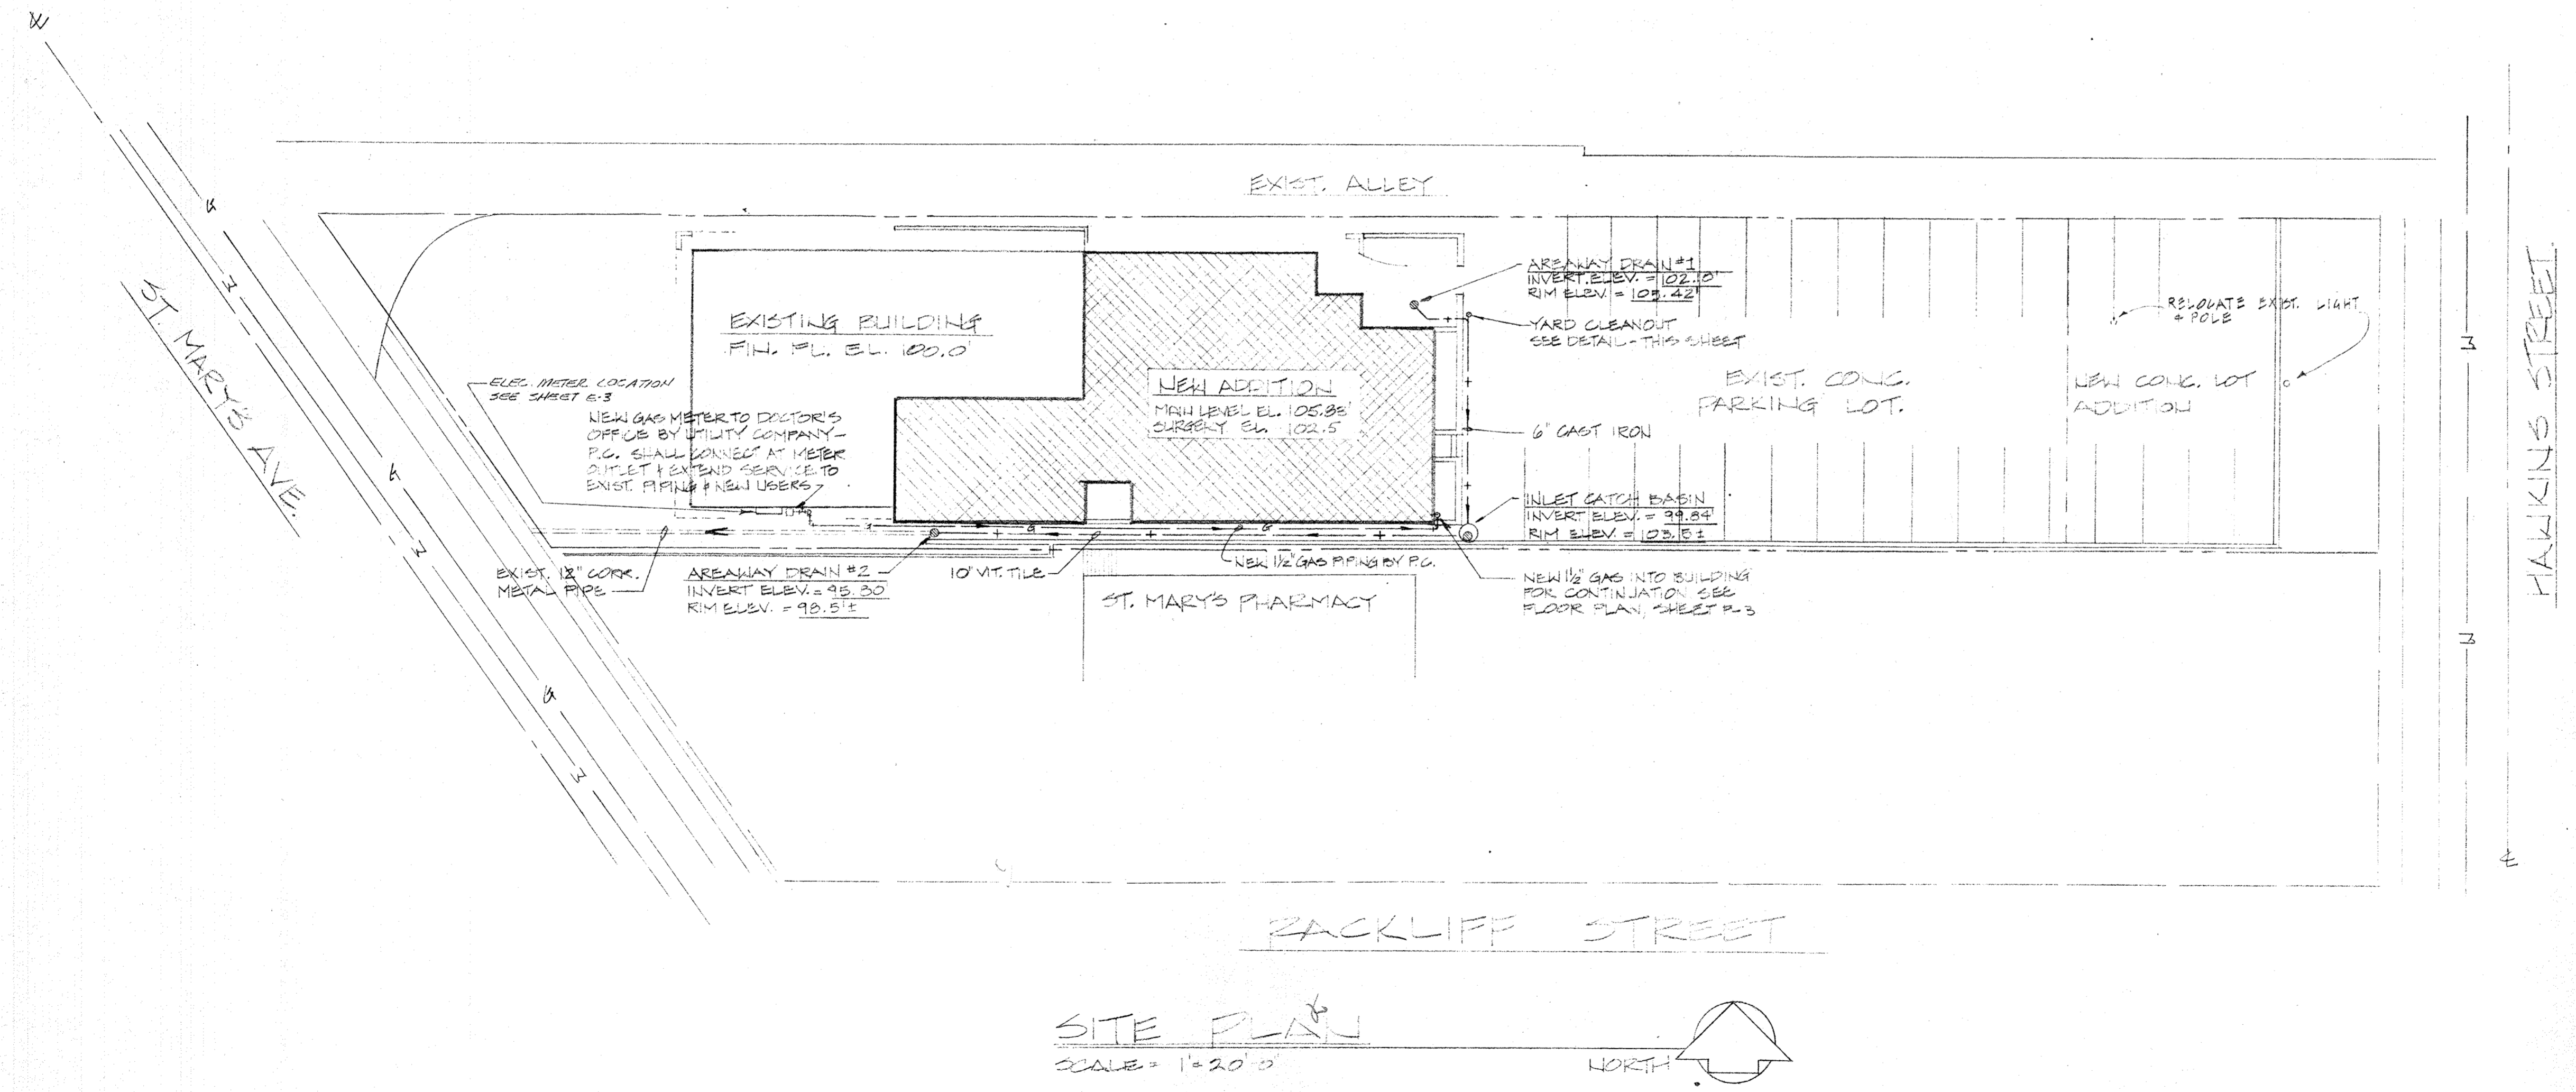 EXIST. ALLEY
ST. MARY'S AVE.
HAWKINS STREET
EXISTING BUILDING
FIN. FL. EL. 100.0'
NEW ADDITION
MAIN LEVEL EL. 105.33'
SURGERY EL. 102.5'
AREAWAY DRAIN #1
INVERT. ELEV. = 102.0'
RIM ELEV. = 105.42'
YARD CLEANOUT
SEE DETAIL - THIS SHEET
RELOCATE EXIST. LIGHT
& POLE
EXIST. CONC.
PARKING LOT.
NEW CONC. LOT
ADDITION
ELEC. METER LOCATION
SEE SHEET E-3
NEW GAS METER TO DOCTOR'S
OFFICE BY UTILITY COMPANY -
P.C. SHALL CONNECT AT METER
OUTLET & EXTEND SERVICE TO
EXIST. PIPING & NEW USERS
6" CAST IRON
INLET CATCH BASIN
INVERT ELEV. = 99.84'
RIM ELEV. = 103.5±
EXIST. 12" CORR.
METAL PIPE
AREAWAY DRAIN #2
INVERT ELEV. = 95.80'
RIM ELEV. = 98.5'±
10" VIT. TILE
NEW 1½" GAS PIPING BY P.C.
ST. MARY'S PHARMACY
NEW 1½" GAS INTO BUILDING
FOR CONTINUATION SEE
FLOOR PLAN, SHEET P-3
RACKLIFF STREET
SITE PLAN
SCALE = 1"=20'-0"
NORTH